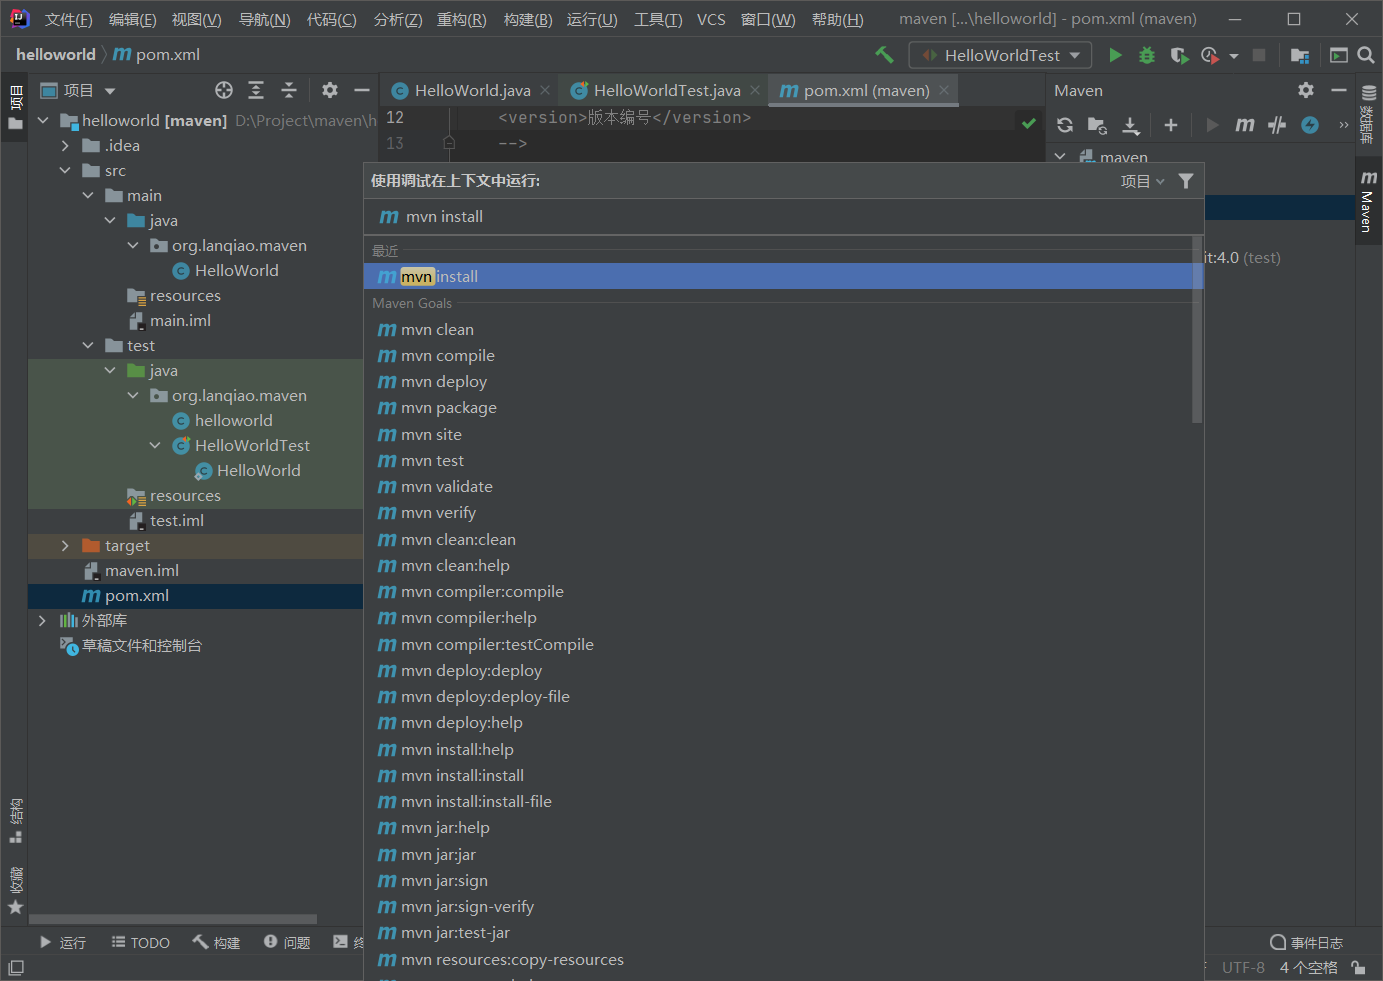 文件(F) 编辑(E) 视图(V) 导航(N) 代码(C) 分析(Z) 重构(R) 构建(B) 运行(U) 工具(T) VCS 窗口(W) 帮助(H) maven [...\helloworld] - pom.xml (maven)
helloworld pom.xml HelloWorldTest
项目
项目
HelloWorld.java HelloWorldTest.java pom.xml (maven)
Maven
数据库
Maven
helloworld [maven] D:\Project\maven\h
.idea
src
main
java
org.lanqiao.maven
HelloWorld
resources
main.iml
test
java
org.lanqiao.maven
helloworld
HelloWorldTest
HelloWorld
resources
test.iml
target
maven.iml
pom.xml
外部库
草稿文件和控制台
12 <version>版本编号</version>
13 -->
maven
it:4.0 (test)
使用调试在上下文中运行:
项目
mvn install
最近
mvn install
Maven Goals
mvn clean
mvn compile
mvn deploy
mvn package
mvn site
mvn test
mvn validate
mvn verify
mvn clean:clean
mvn clean:help
mvn compiler:compile
mvn compiler:help
mvn compiler:testCompile
mvn deploy:deploy
mvn deploy:deploy-file
mvn deploy:help
mvn install:help
mvn install:install
mvn install:install-file
mvn jar:help
mvn jar:jar
mvn jar:sign
mvn jar:sign-verify
mvn jar:test-jar
mvn resources:copy-resources
结构
收藏
运行 TODO 构建 问题 终
事件日志
UTF-8 4 个空格